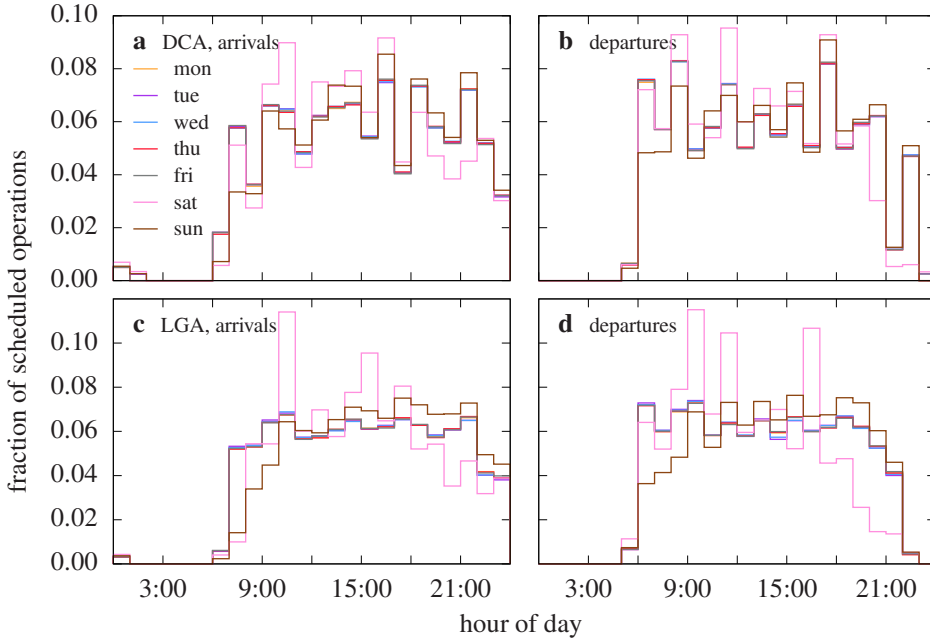 fraction of scheduled operations
0.10
0.08
0.06
0.04
0.02
0.00
a DCA, arrivals
mon
tue
wed
thu
fri
sat
sun
b departures
0.10
0.08
0.06
0.04
0.02
0.00
c LGA, arrivals
d departures
3:00 9:00 15:00 21:00 3:00 9:00 15:00 21:00
hour of day